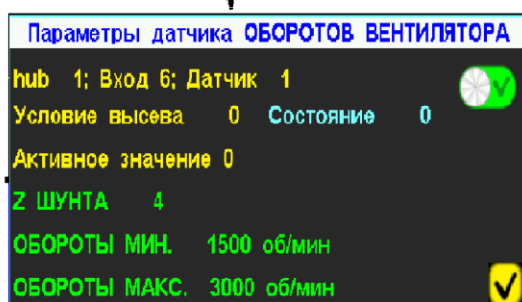 Параметры датчика ОБОРОТОВ ВЕНТИЛЯТОРА
hub 1; Вход 6; Датчик 1
Условие высева 0 Состояние 0
Активное значение 0
Z ШУНТА 4
ОБОРОТЫ МИН. 1500 об/мин
ОБОРОТЫ МАКС. 3000 об/мин